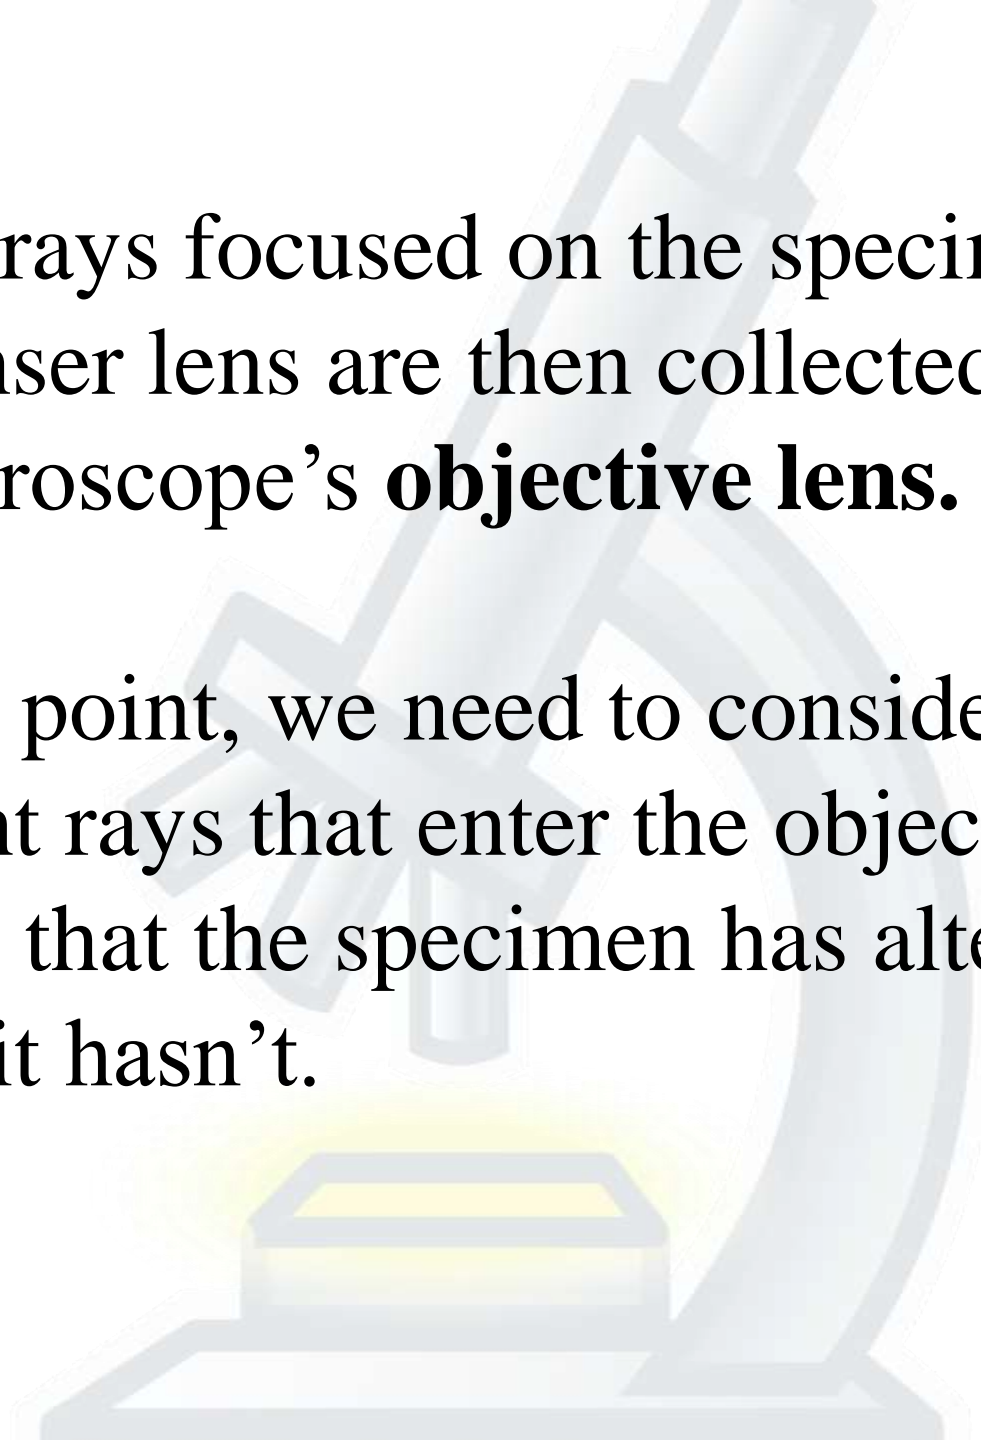 rays focused on the specin
nser lens are then collected
roscope’s objective lens.
point, we need to conside
nt rays that enter the objec
that the specimen has alte
it hasn’t.